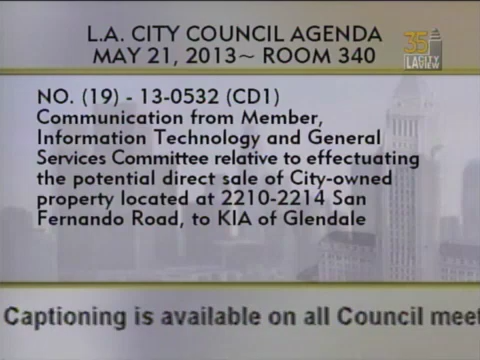 L.A. CITY COUNCIL AGENDA
MAY 21, 2013~ ROOM 340
35
LA CITY
VIEW
NO. (19) - 13-0532 (CD1)
Communication from Member,
Information Technology and General
Services Committee relative to effectuating
the potential direct sale of City-owned
property located at 2210-2214 San
Fernando Road, to KIA of Glendale
Captioning is available on all Council meet